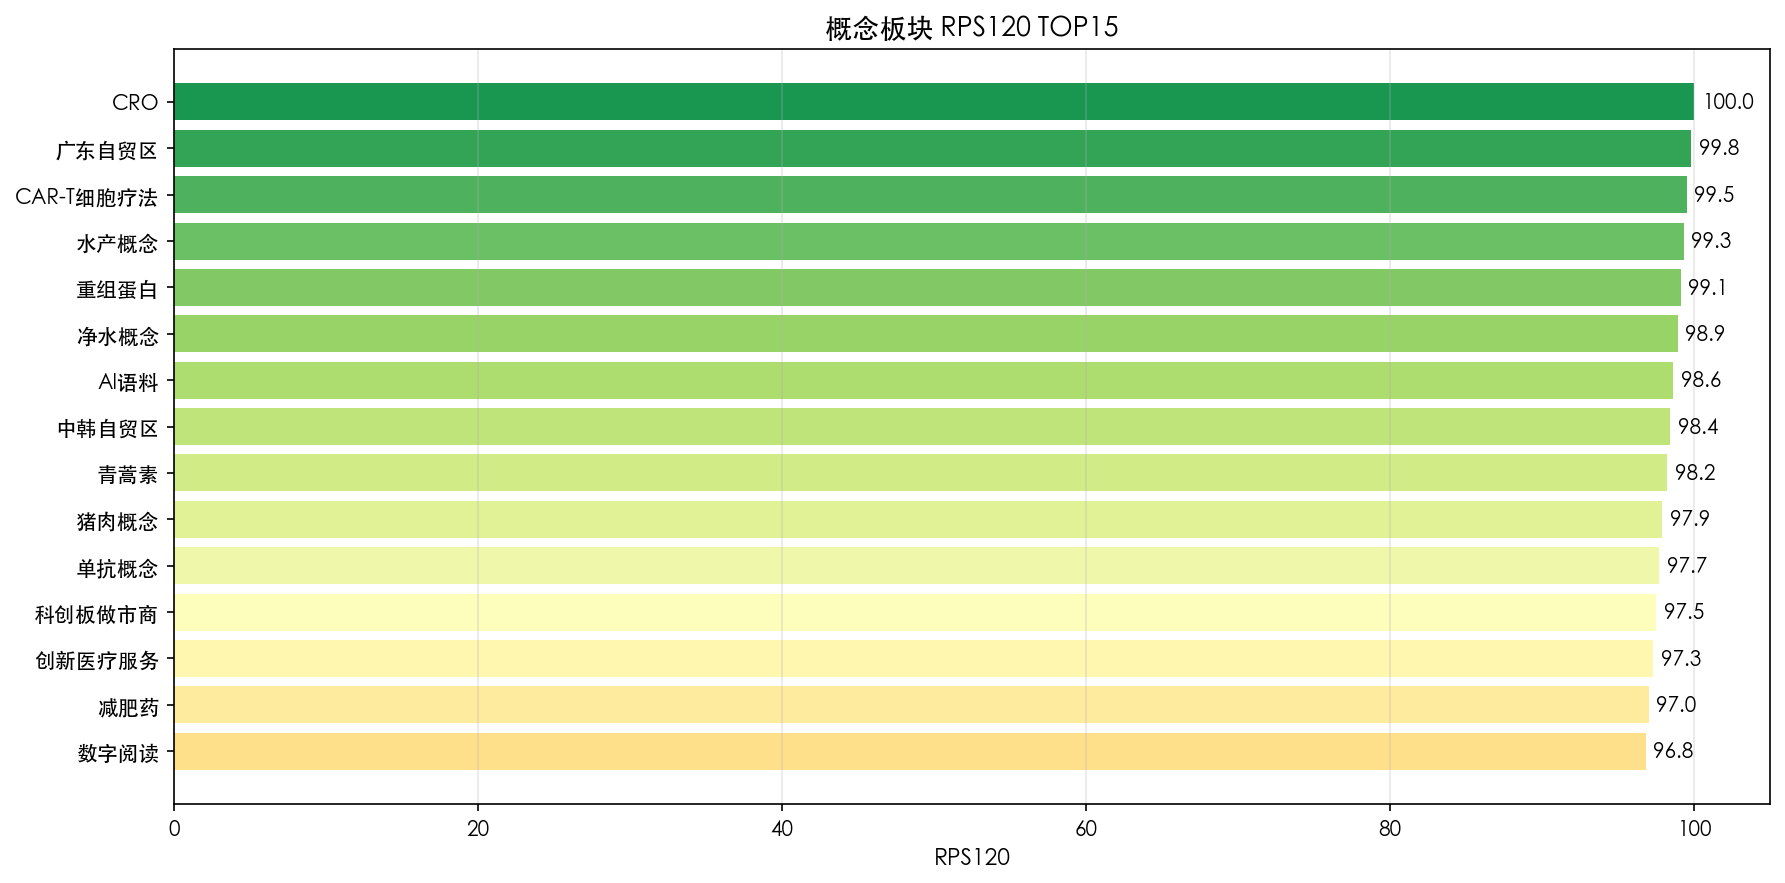 概念板块 RPS120 TOP15
CRO 100.0
广东自贸区 99.8
CAR-T细胞疗法 99.5
水产概念 99.3
重组蛋白 99.1
净水概念 98.9
AI语料 98.6
中韩自贸区 98.4
青蒿素 98.2
猪肉概念 97.9
单抗概念 97.7
科创板做市商 97.5
创新医疗服务 97.3
减肥药 97.0
数字阅读 96.8
0 20 40 60 80 100
RPS120